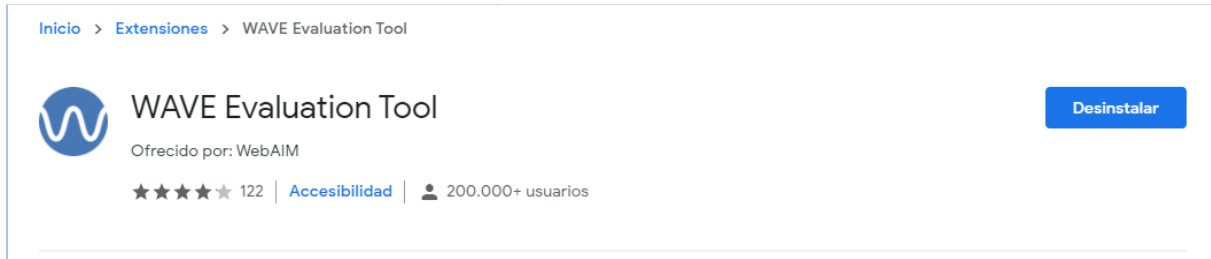 Inicio > Extensiones > WAVE Evaluation Tool
WAVE Evaluation Tool
Desinstalar
Ofrecido por: WebAIM
122 | Accesibilidad | 200.000+ usuarios